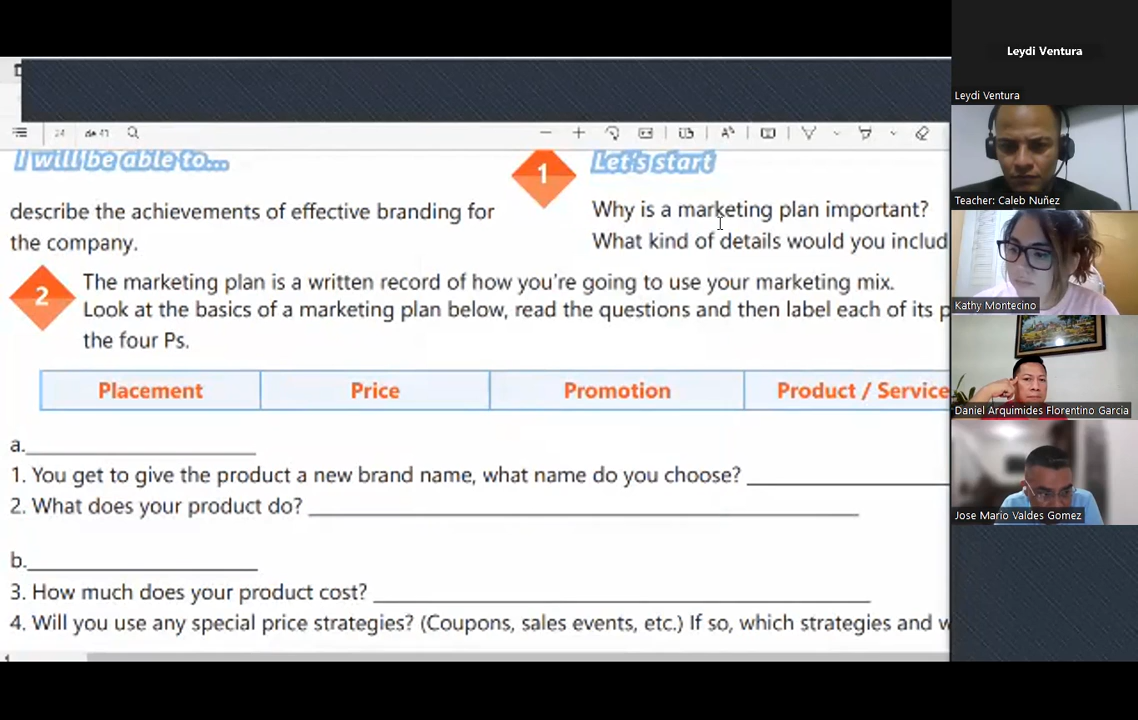 Leydi Ventura
Leydi Ventura
Teacher: Caleb Nuñez
Kathy Montecino
Daniel Arquimides Florentino Garcia
Jose Mario Valdes Gomez
24 de 41
I will be able to...
describe the achievements of effective branding for
the company.
1
Let's start
Why is a marketing plan important?
What kind of details would you includ
2
The marketing plan is a written record of how you're going to use your marketing mix.
Look at the basics of a marketing plan below, read the questions and then label each of its p
the four Ps.
Placement Price Promotion Product / Service
a.
1. You get to give the product a new brand name, what name do you choose?
2. What does your product do?
b.
3. How much does your product cost?
4. Will you use any special price strategies? (Coupons, sales events, etc.) If so, which strategies and w